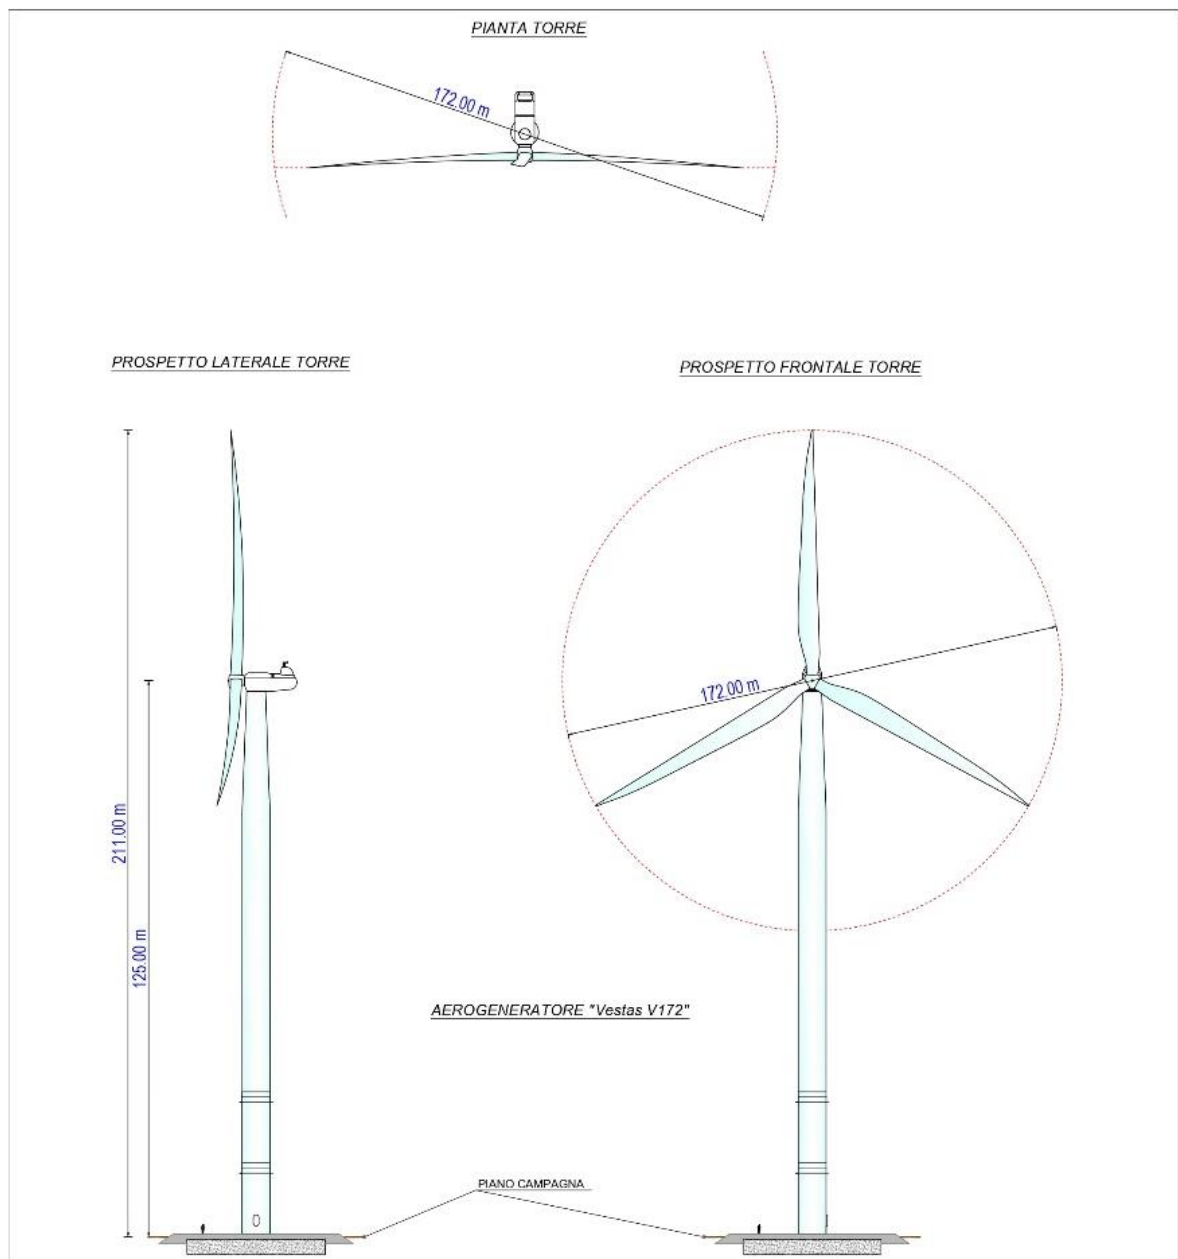 PIANTA TORRE
172.00 m
PROSPETTO LATERALE TORRE
PROSPETTO FRONTALE TORRE
172.00 m
211.00 m
125.00 m
AEROGENERATORE "Vestas V172"
PIANO CAMPAGNA